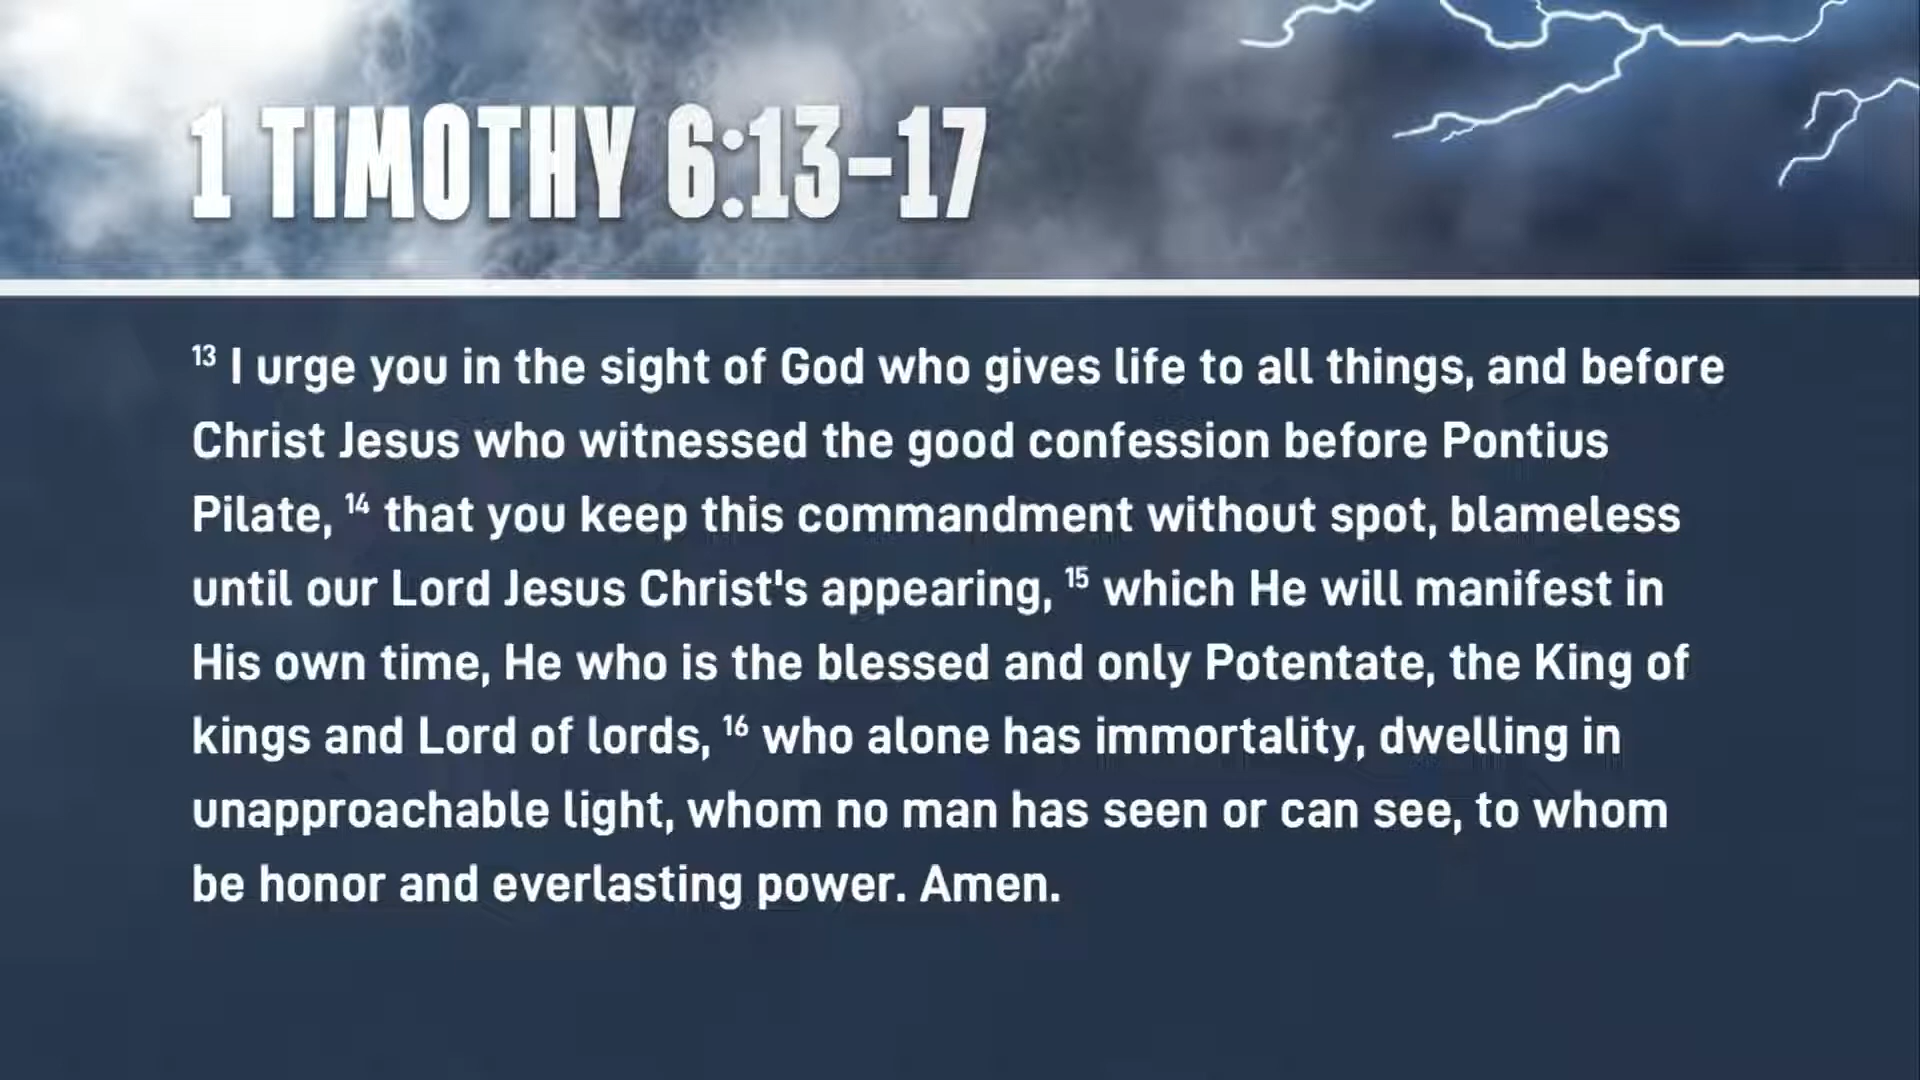 1 TIMOTHY 6:13-17
13 I urge you in the sight of God who gives life to all things, and before
Christ Jesus who witnessed the good confession before Pontius
Pilate, 14 that you keep this commandment without spot, blameless
until our Lord Jesus Christ's appearing, 15 which He will manifest in
His own time, He who is the blessed and only Potentate, the King of
kings and Lord of lords, 16 who alone has immortality, dwelling in
unapproachable light, whom no man has seen or can see, to whom
be honor and everlasting power. Amen.